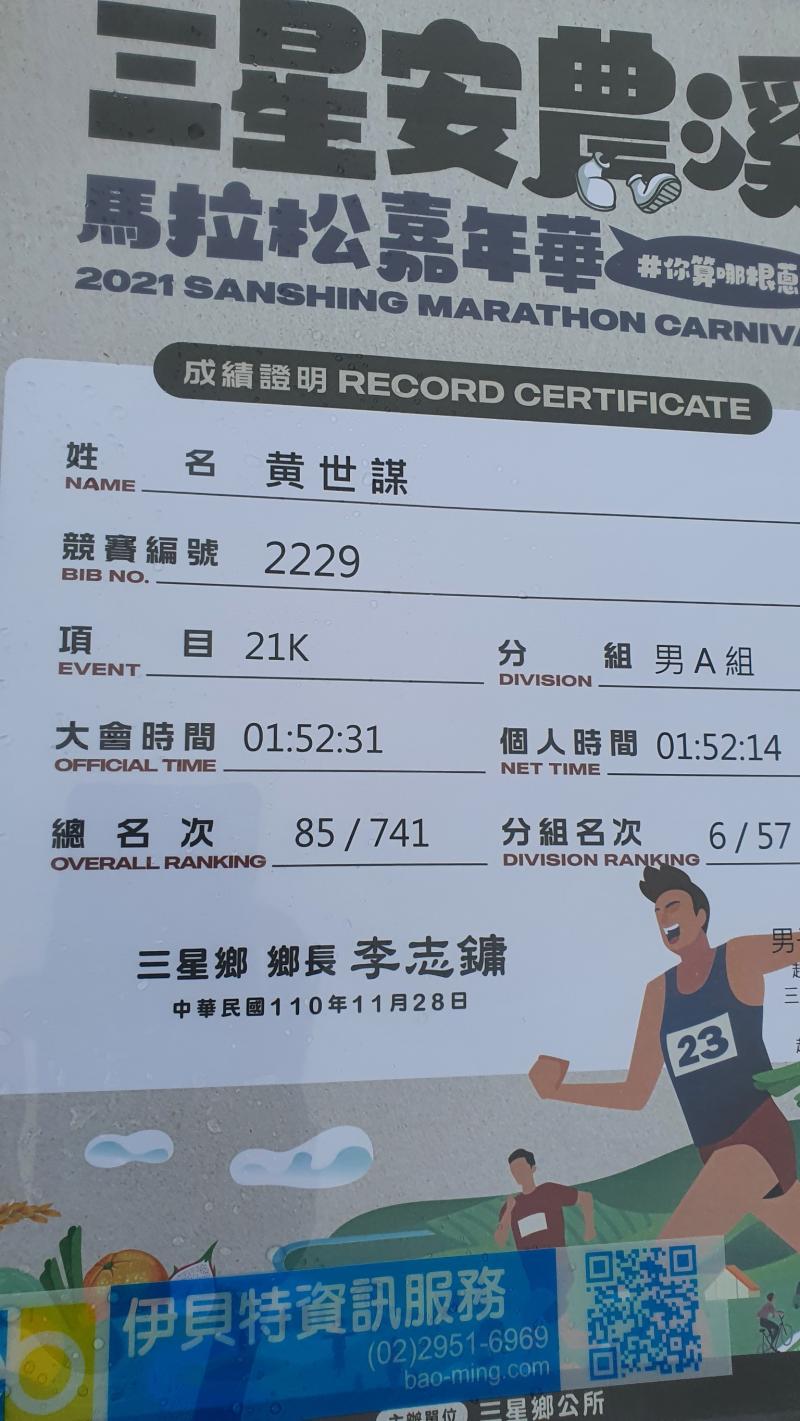 三星安農溪
馬拉松嘉年華 #你算哪根蔥
2021 SANSHING MARATHON CARNIVA
成績證明 RECORD CERTIFICATE
姓 名 黃世謀
NAME
競賽編號 2229
BIB NO.
項 目 21K 分 組 男A組
EVENT DIVISION
大會時間 01:52:31 個人時間 01:52:14
OFFICIAL TIME NET TIME
總名次 85 / 741 分組名次 6 / 57
OVERALL RANKING DIVISION RANKING
三星鄉 鄉長 李志鏞
中華民國110年11月28日
男
三
23
伊貝特資訊服務
(02)2951-6969
bao-ming.com
主辦單位 三星鄉公所